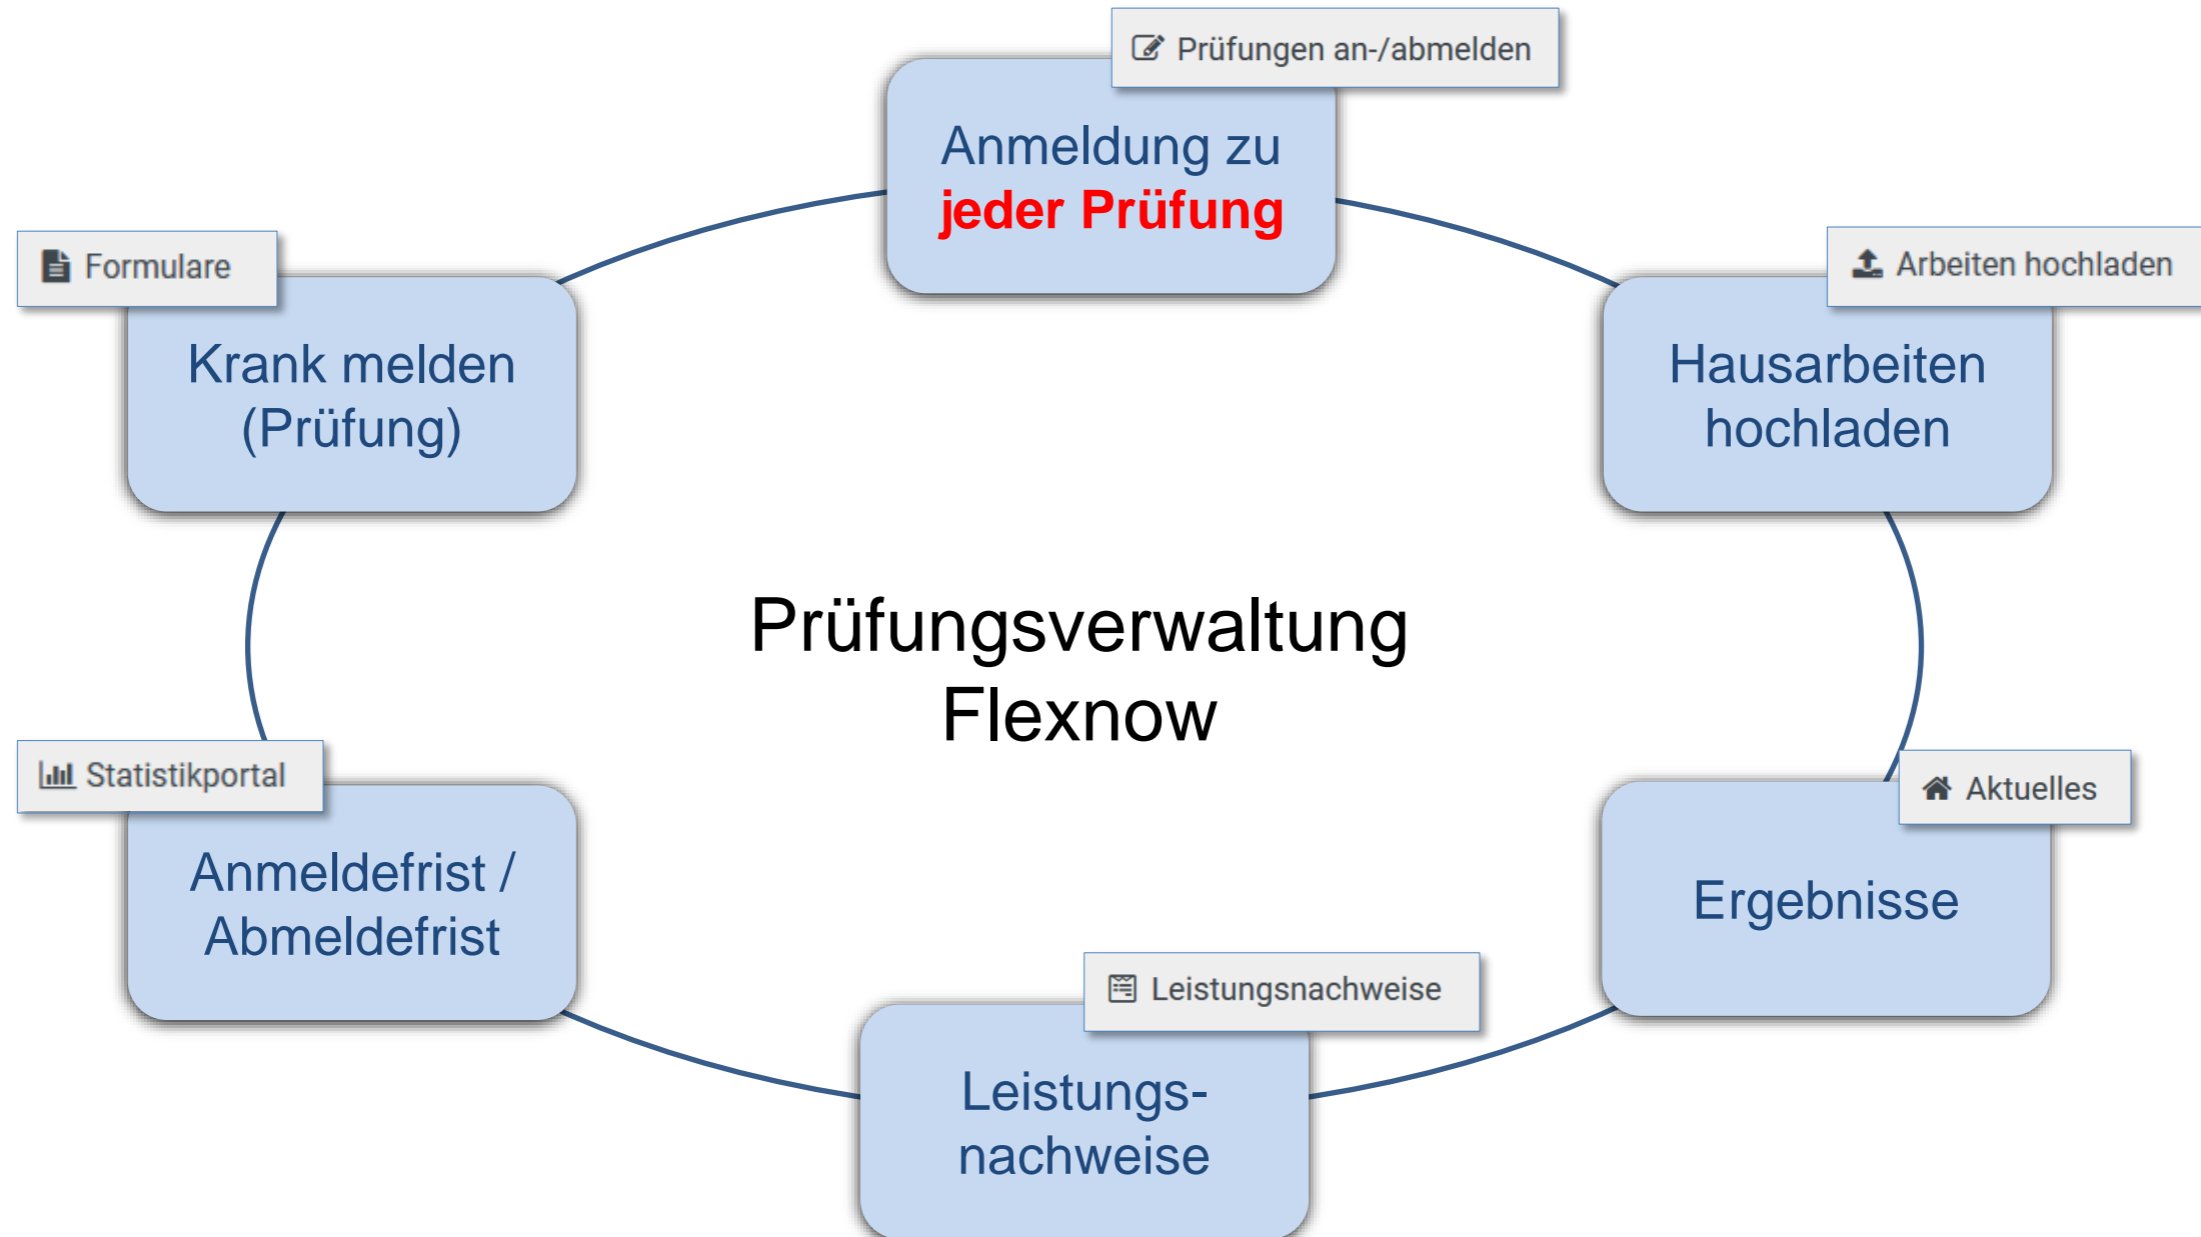 Prüfungen an-/abmelden
Anmeldung zu
jeder Prüfung
Formulare
Krank melden
(Prüfung)
Arbeiten hochladen
Hausarbeiten
hochladen
Prüfungsverwaltung
Flexnow
Statistikportal
Anmeldefrist /
Abmeldefrist
Aktuelles
Ergebnisse
Leistungsnachweise
Leistungs-
nachweise